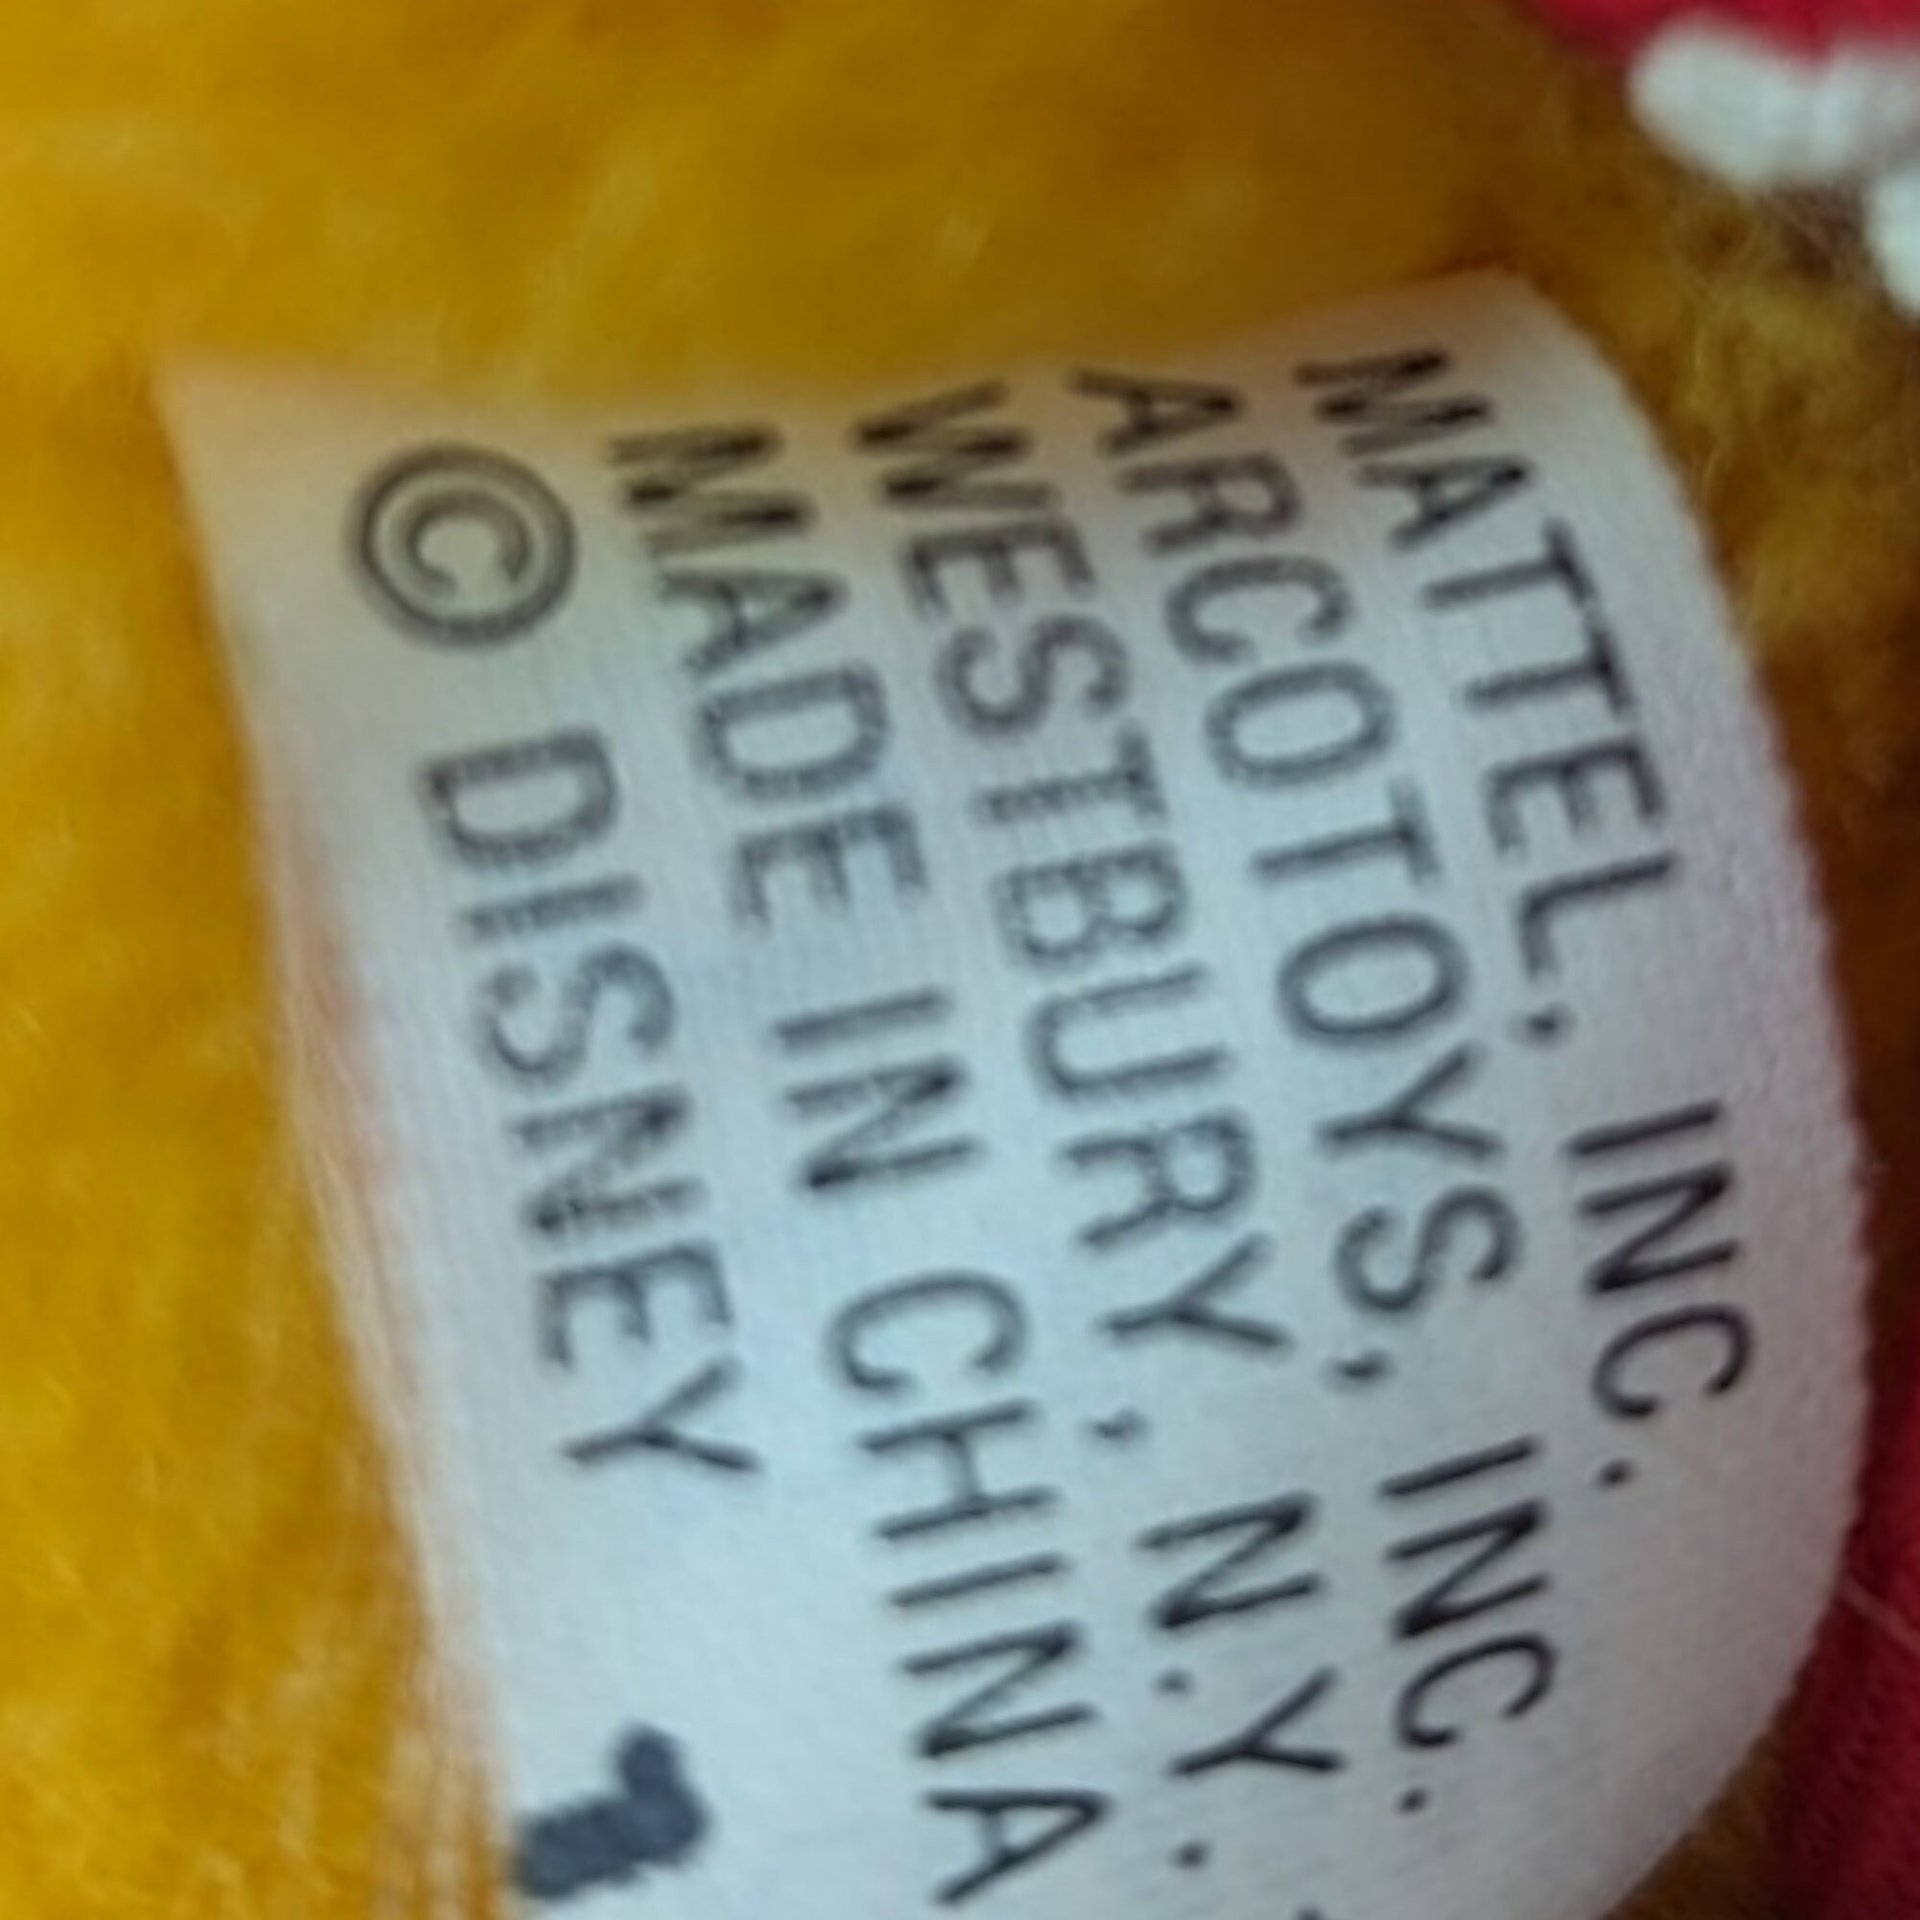 MATTEL, INC.
ARCOTOYS, INC.
WESTBURY, N.Y.
MADE IN CHINA
© DISNEY